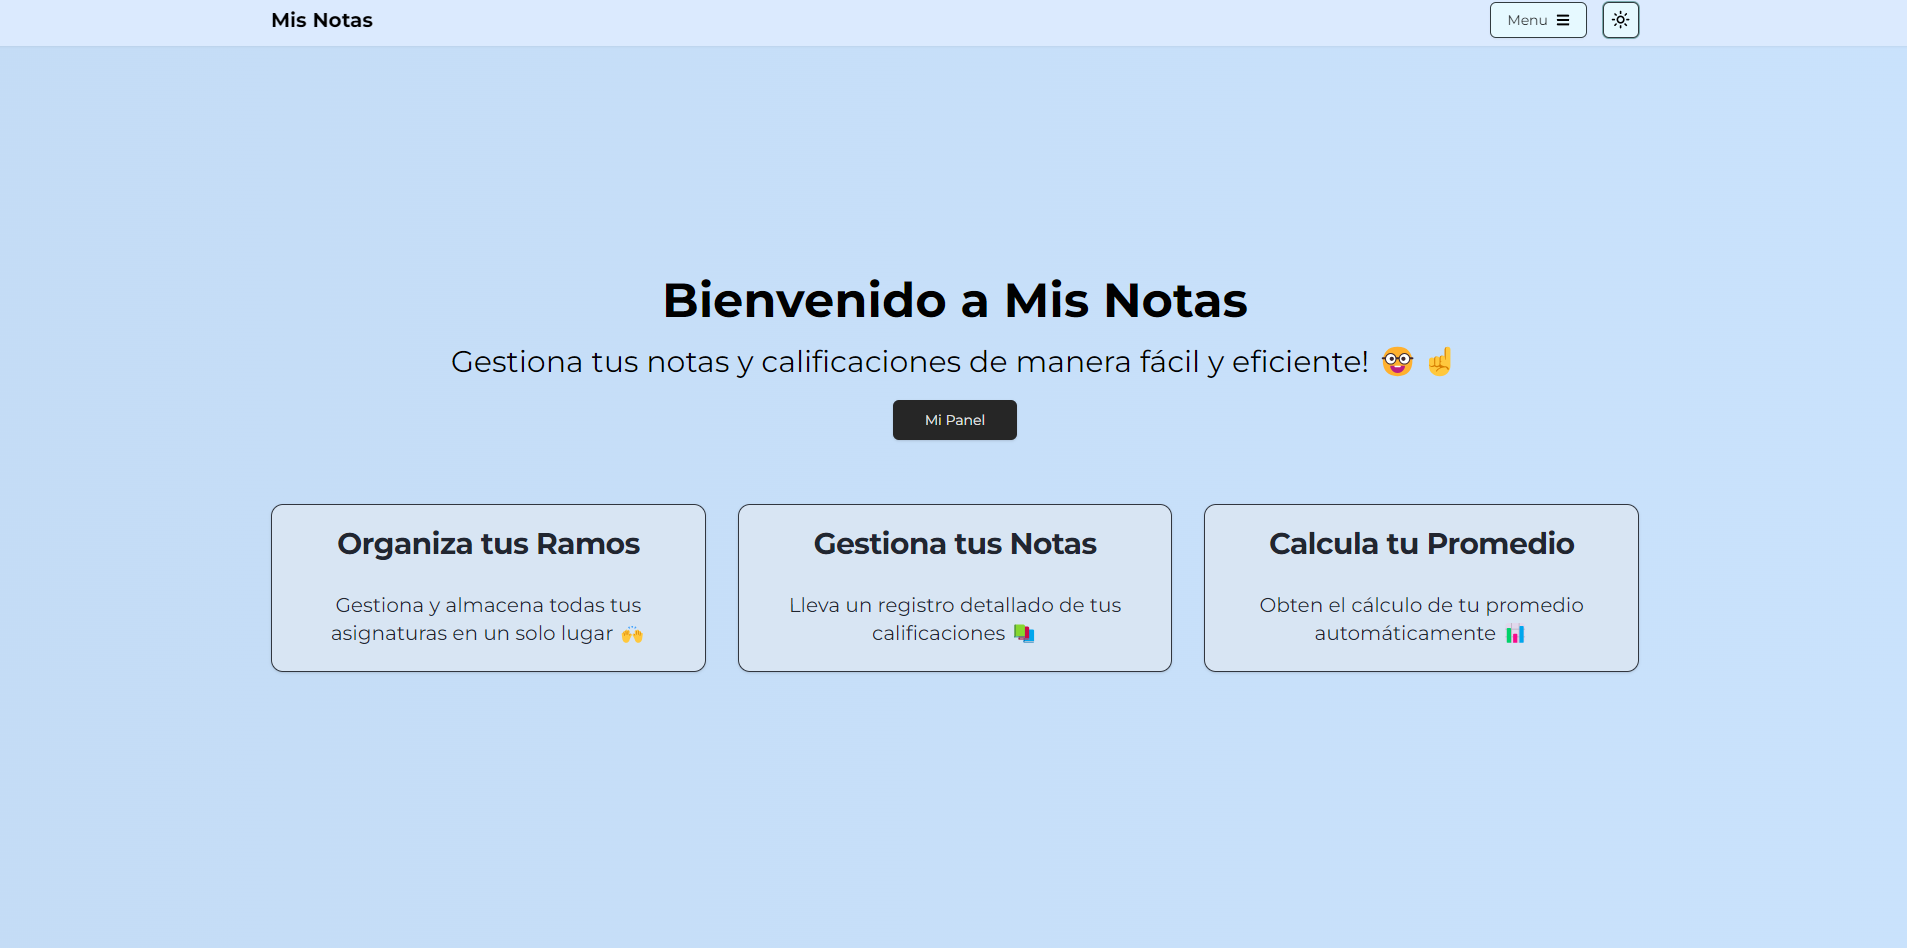 Mis Notas
Menu
Bienvenido a Mis Notas
Gestiona tus notas y calificaciones de manera fácil y eficiente! 🤓 ☝️
Mi Panel
Organiza tus Ramos
Gestiona y almacena todas tus
asignaturas en un solo lugar 🙌
Gestiona tus Notas
Lleva un registro detallado de tus
calificaciones 📚
Calcula tu Promedio
Obten el cálculo de tu promedio
automáticamente 📊